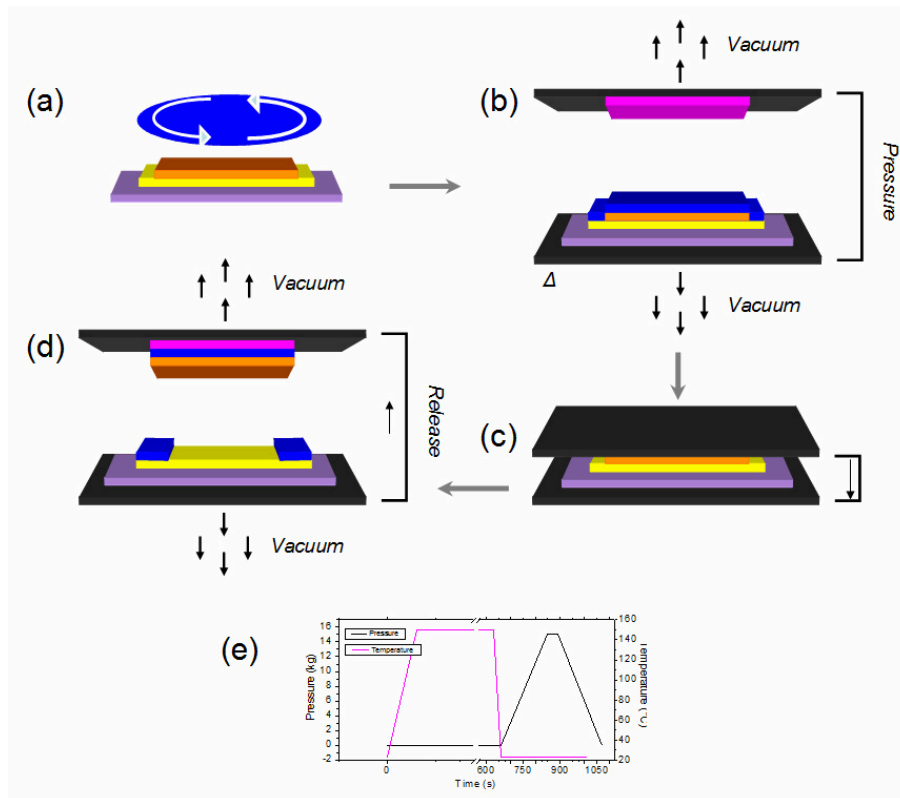 (a)
Vacuum
(b)
Pressure
Δ
Vacuum
Vacuum
(d)
Release
(c)
Vacuum
(e)
Pressure (kg)
16
14
12
10
8
6
4
2
0
-2
Pressure
Temperature
160
140
120
100
80
60
40
20
Temperature (°C)
0
600
750
900
1050
Time (s)